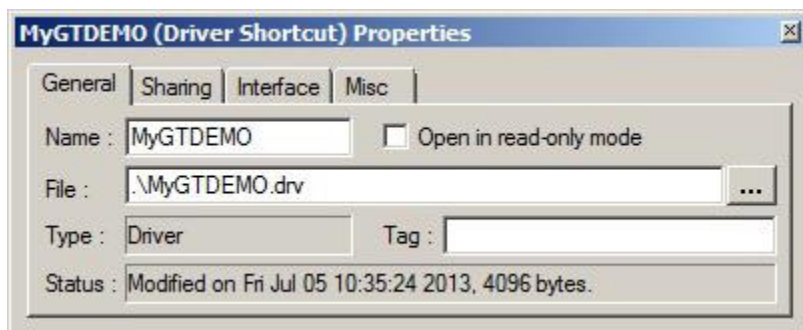 MyGTDEMO (Driver Shortcut) Properties
General Sharing Interface Misc
Name : MyGTDEMO Open in read-only mode
File : .\MyGTDEMO.drv ...
Type : Driver Tag :
Status : Modified on Fri Jul 05 10:35:24 2013, 4096 bytes.